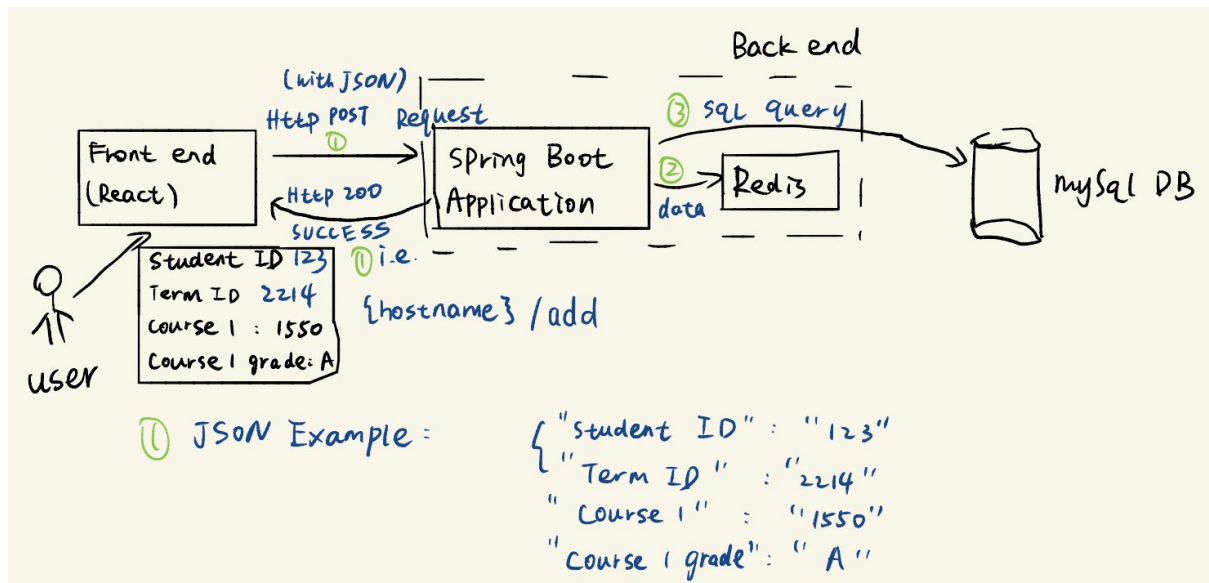 Back end
(with JSON)
Http POST Request
①
Front end
(React)
Http 200
SUCCESS
Spring Boot
Application
③ sql query
②
data
Redis
mySql DB
user
Student ID 123
Term ID 2214
Course 1 : 1550
Course 1 grade: A
① i.e.
{hostname} /add
① JSON Example :
{ "Student ID" : "123"
"Term ID" : "2214"
"Course 1" : "1550"
"Course 1 grade" : "A"